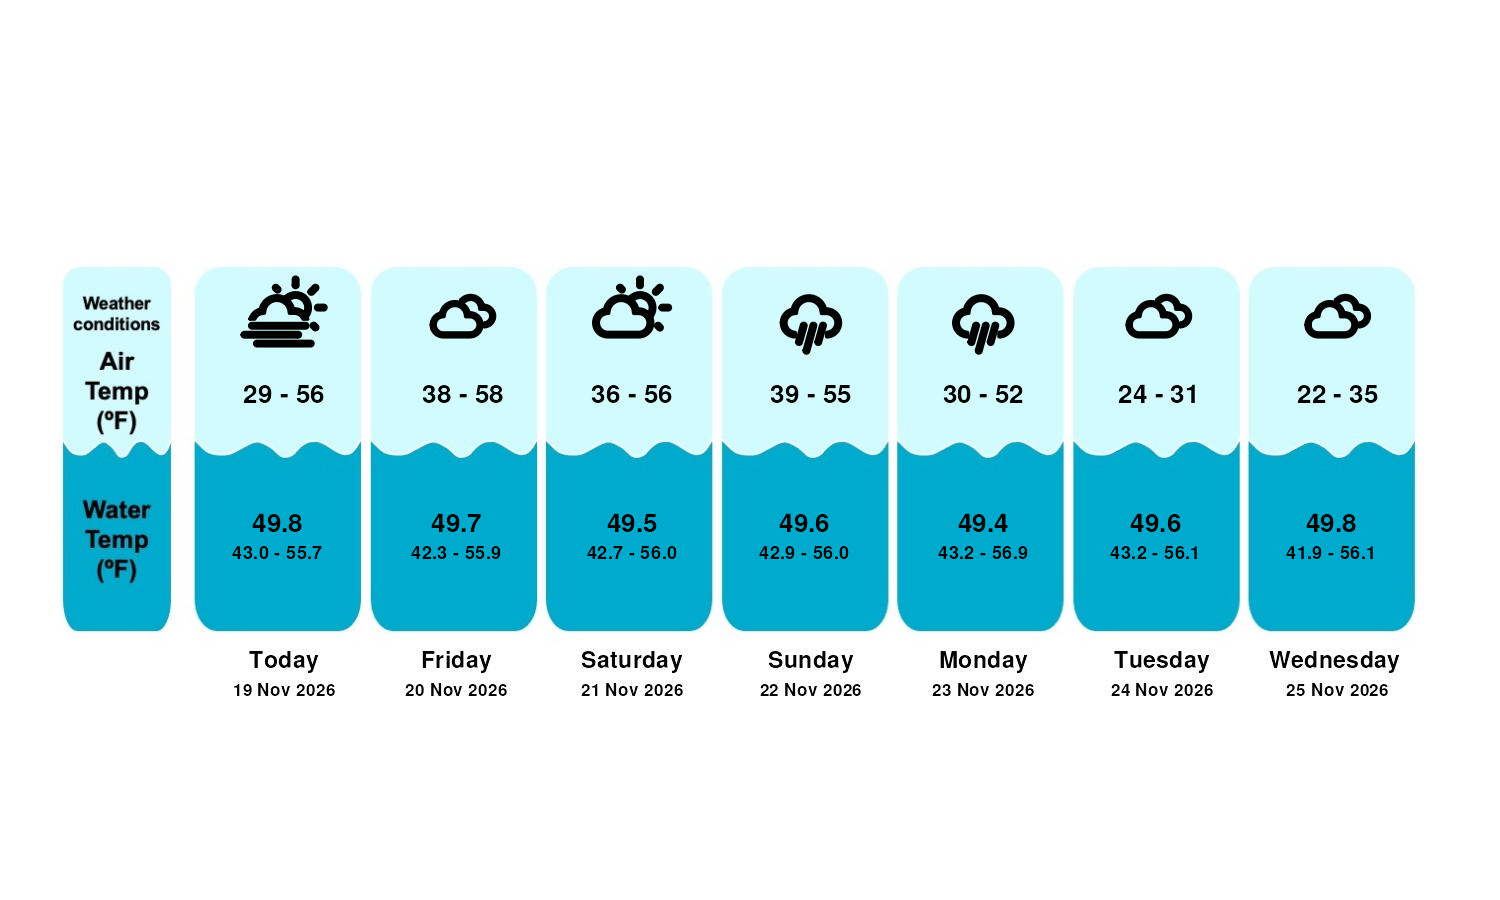 Weather
conditions
Air
Temp
(ºF)
29 - 56
38 - 58
36 - 56
39 - 55
30 - 52
24 - 31
22 - 35
Water
Temp
(ºF)
49.8
49.7
49.5
49.6
49.4
49.6
49.8
43.0 - 55.7
42.3 - 55.9
42.7 - 56.0
42.9 - 56.0
43.2 - 56.9
43.2 - 56.1
41.9 - 56.1
Today
Friday
Saturday
Sunday
Monday
Tuesday
Wednesday
19 Nov 2026
20 Nov 2026
21 Nov 2026
22 Nov 2026
23 Nov 2026
24 Nov 2026
25 Nov 2026